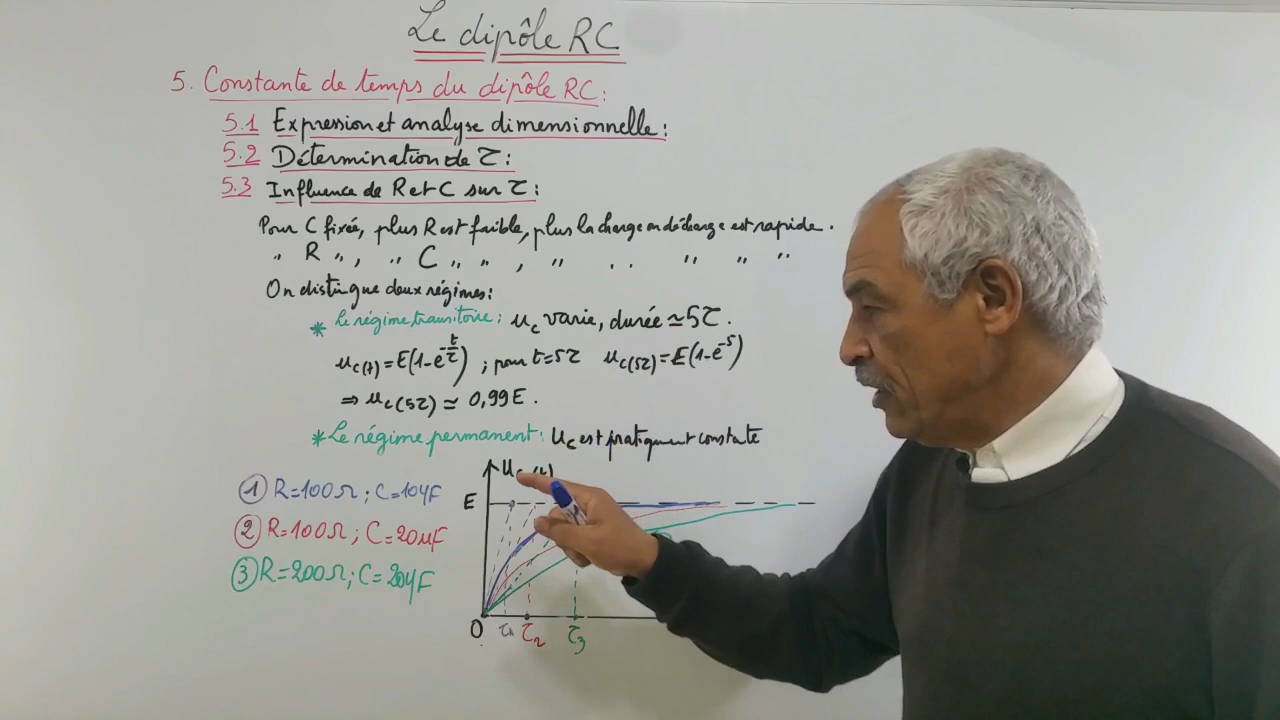 Le dipôle RC
5. Constante de temps du dipôle RC:
5.1 Expression et analyse dimensionnelle:
5.2 Détermination de τ:
5.3 Influence de R et C sur τ:
Pour C fixée, plus R est faible, plus la charge ou décharge est rapide.
" R ", " C " ", " " " " "
On distingue deux régimes:
* Le régime transitoire: u_c varie, durée ≃ 5τ.
u_c(t) = E(1-e^{-t/τ}); pour t=5τ u_c(5τ) = E(1-e^{-5})
⇒ u_c(5τ) ≃ 0,99E.
* Le régime permanent: u_c est pratiquement constante
① R=100Ω; C=10μF
② R=100Ω; C=20μF
③ R=200Ω; C=20μF
u_c(t)
E
O τ₁ τ₂ τ₃